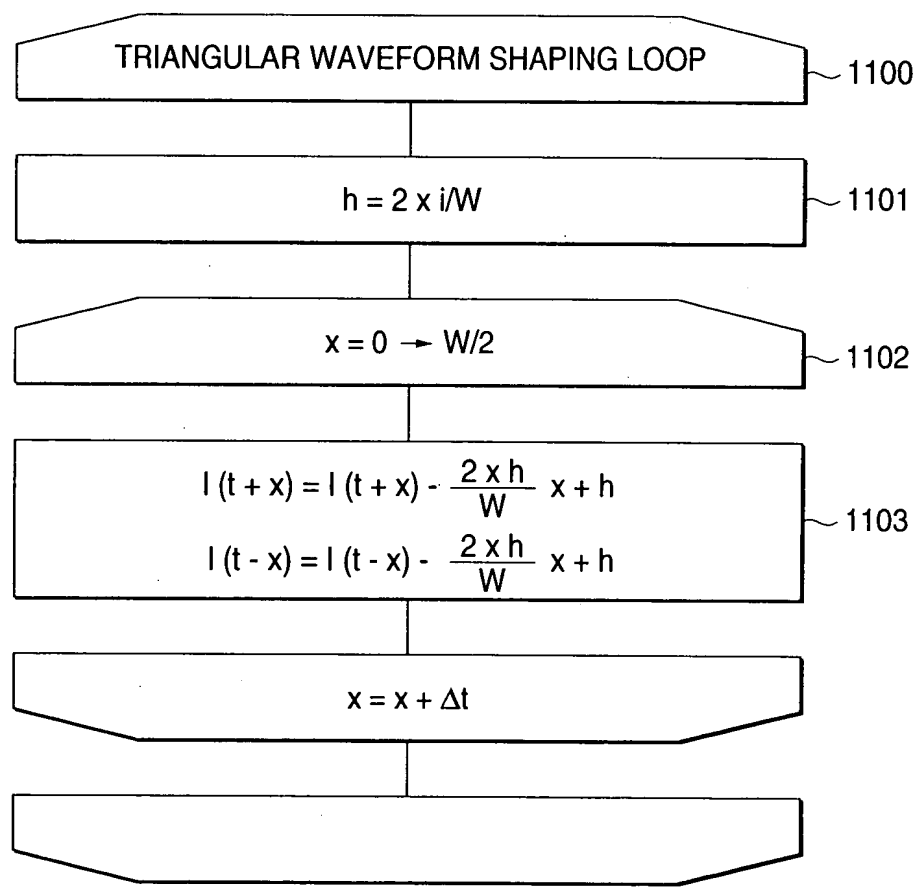 TRIANGULAR WAVEFORM SHAPING LOOP
1100
h = 2 x i/W
1101
x = 0 → W/2
1102
I (t + x) = I (t + x) - 2 x h / W x + h
I (t - x) = I (t - x) - 2 x h / W x + h
1103
x = x + Δt